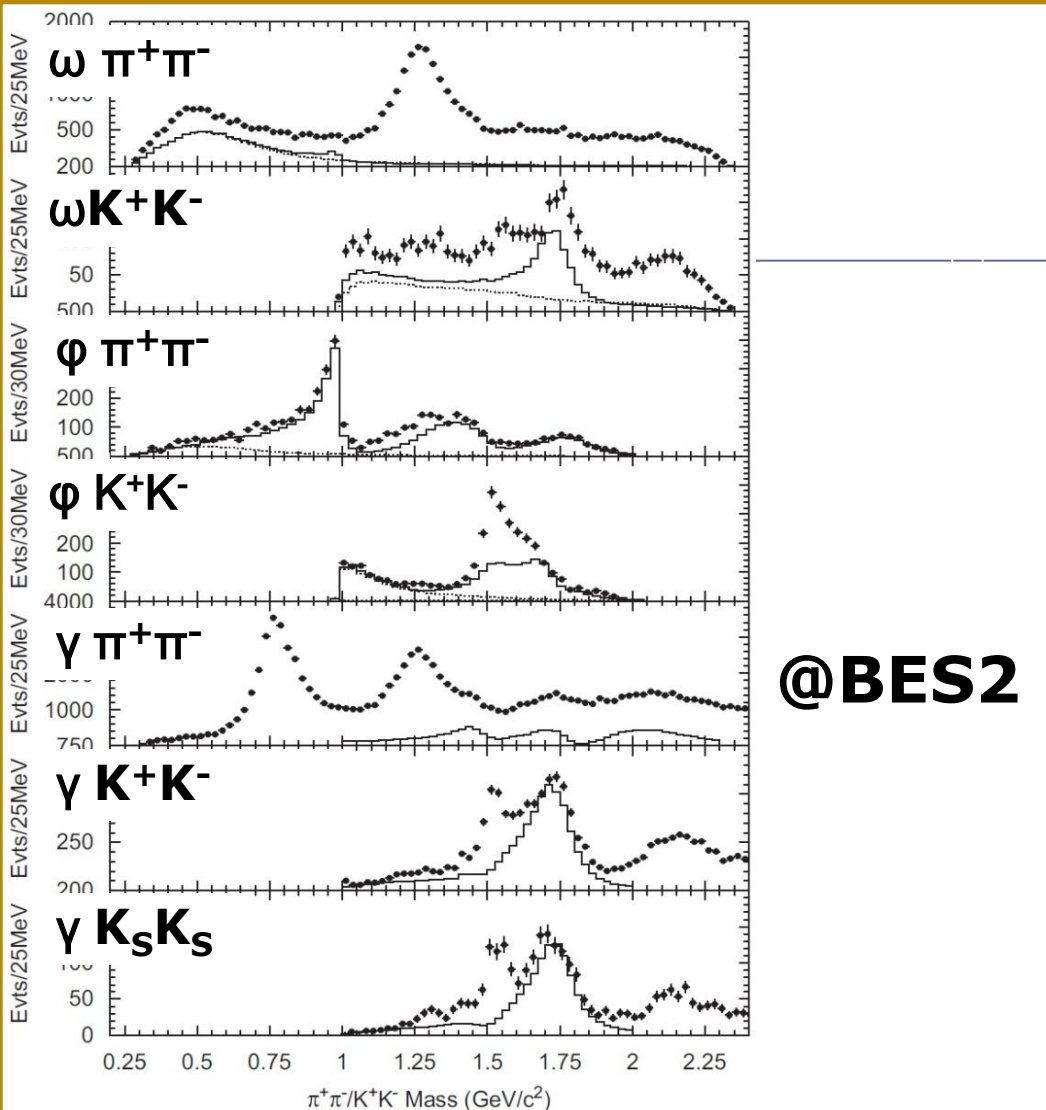 2000
ω π⁺π⁻
Evts/25MeV
500
200
ωK⁺K⁻
Evts/25MeV
50
500
φ π⁺π⁻
Evts/30MeV
200
100
500
φ K⁺K⁻
Evts/30MeV
200
100
4000
γ π⁺π⁻
Evts/25MeV
1000
750
@BES2
γ K⁺K⁻
Evts/25MeV
250
200
γ KₛKₛ
Evts/25MeV
50
0
0.25 0.5 0.75 1 1.25 1.5 1.75 2 2.25
π⁺π⁻/K⁺K⁻ Mass (GeV/c²)